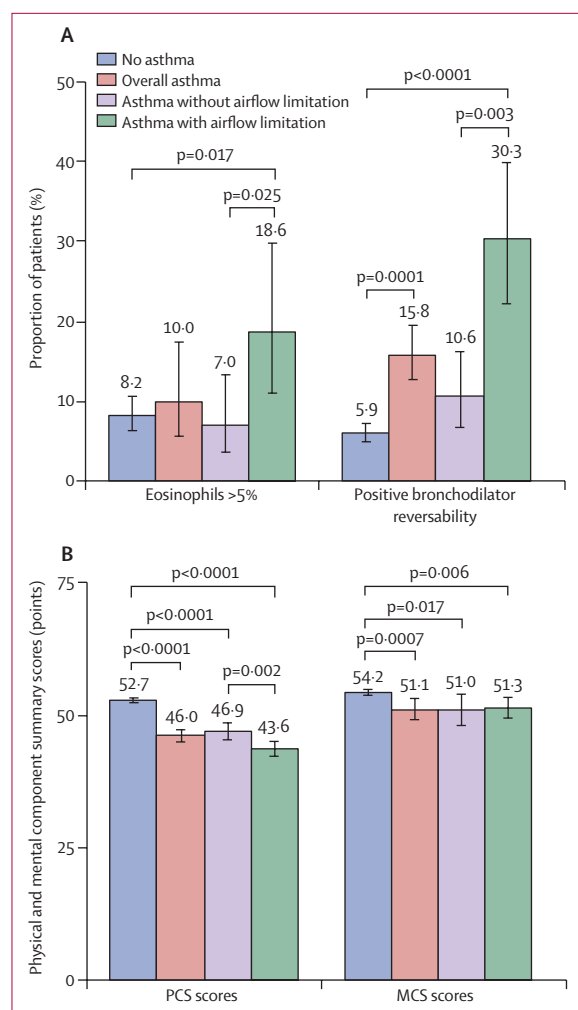 A
No asthma
Overall asthma
Asthma without airflow limitation
Asthma with airflow limitation
Proportion of patients (%)
50
40
30
20
10
0
p<0·0001
p=0·003
p=0·017
p=0·025
p=0·0001
8·2
10·0
7·0
18·6
5·9
15·8
10·6
30·3
Eosinophils >5%
Positive bronchodilator
reversability
B
Physical and mental component summary scores (points)
75
50
25
0
p<0·0001
p<0·0001
p<0·0001
p=0·002
p=0·006
p=0·017
p=0·0007
52·7
46·0
46·9
43·6
54·2
51·1
51·0
51·3
PCS scores
MCS scores